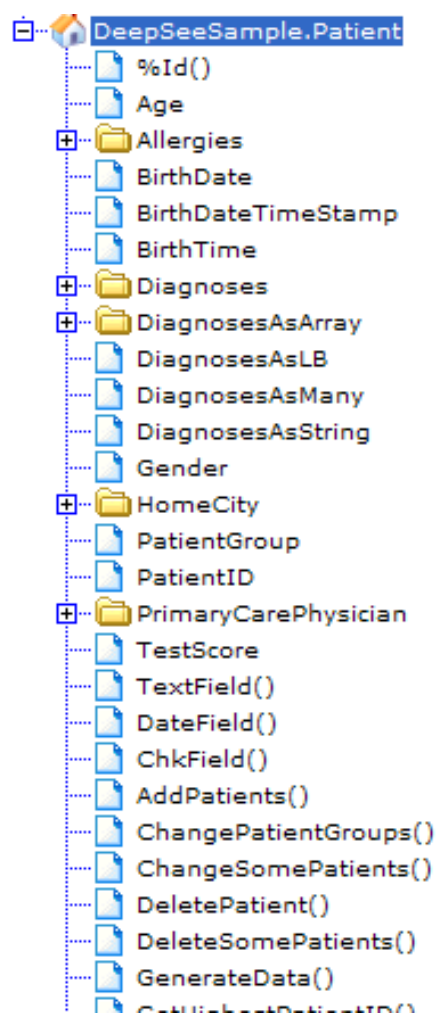 DeepSeeSample.Patient
%Id()
Age
Allergies
BirthDate
BirthDateTimeStamp
BirthTime
Diagnoses
DiagnosesAsArray
DiagnosesAsLB
DiagnosesAsMany
DiagnosesAsString
Gender
HomeCity
PatientGroup
PatientID
PrimaryCarePhysician
TestScore
TextField()
DateField()
ChkField()
AddPatients()
ChangePatientGroups()
ChangeSomePatients()
DeletePatient()
DeleteSomePatients()
GenerateData()
GetHighestPatientID()